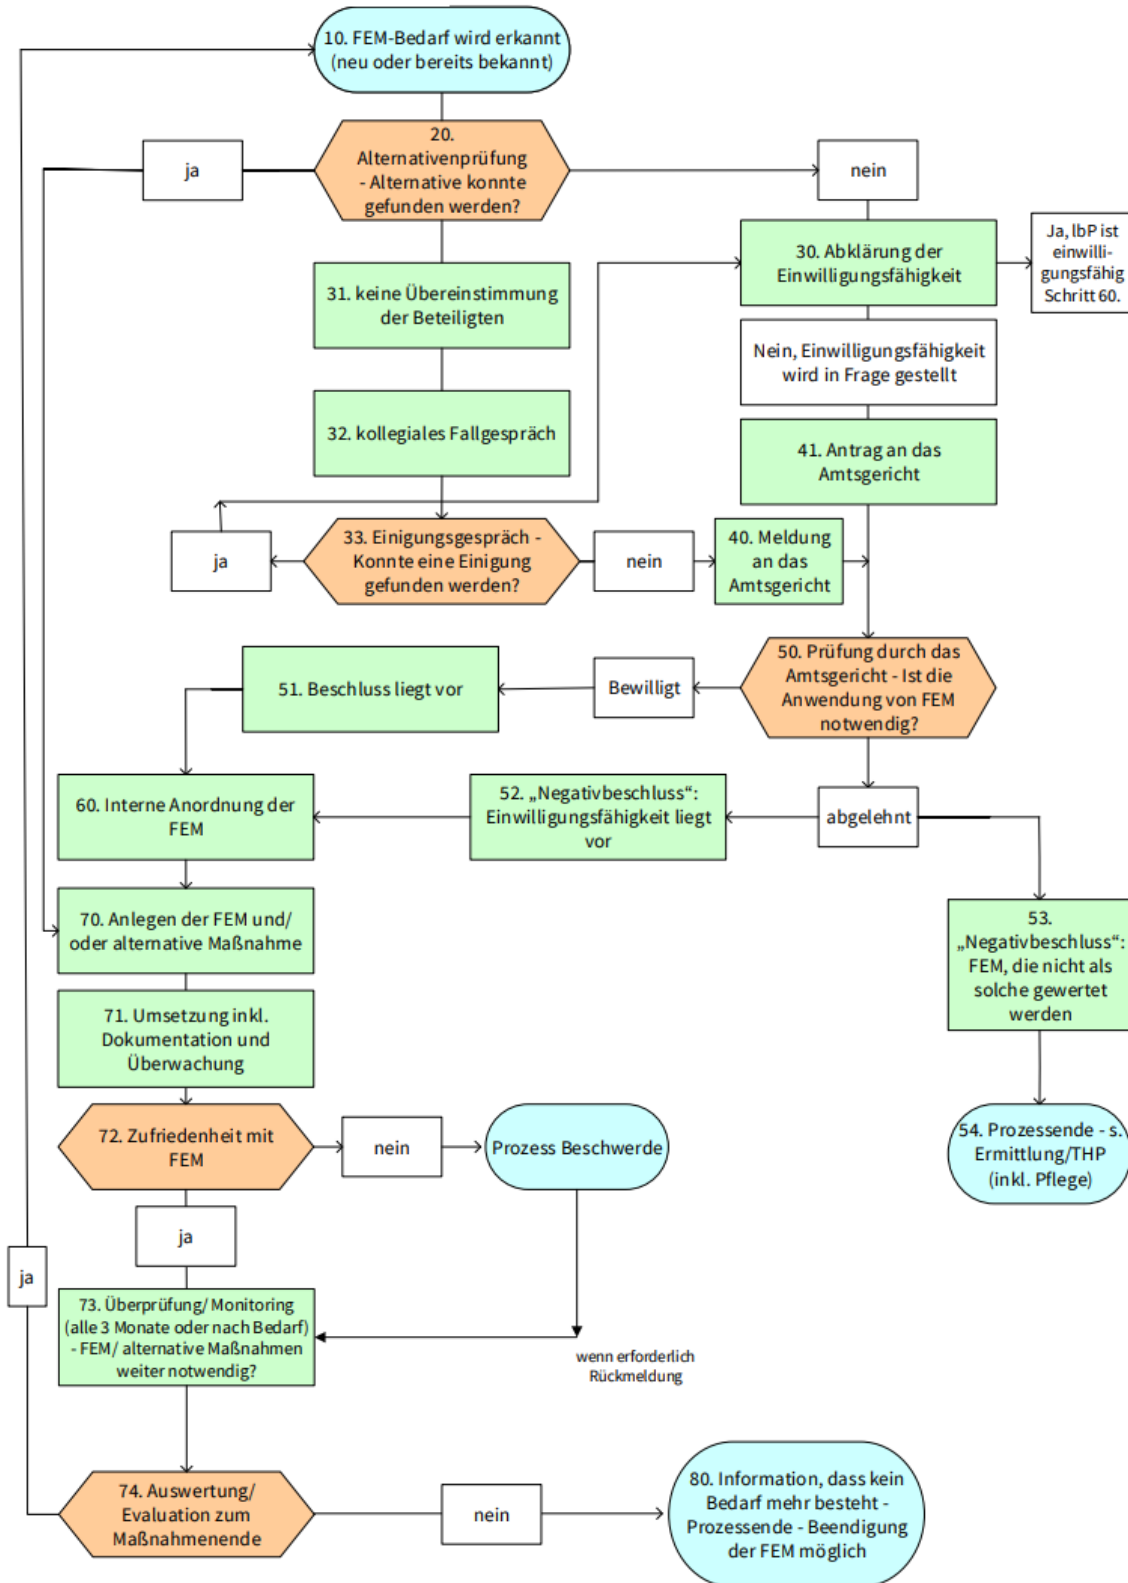 10. FEM-Bedarf wird erkannt
(neu oder bereits bekannt)
20.
Alternativenprüfung
- Alternative konnte
gefunden werden?
ja
nein
30. Abklärung der
Einwilligungsfähigkeit
Ja, lbP ist
einwilli-
gungsfähig
Schritt 60.
31. keine Übereinstimmung
der Beteiligten
Nein, Einwilligungsfähigkeit
wird in Frage gestellt
32. kollegiales Fallgespräch
41. Antrag an das
Amtsgericht
33. Einigungsgespräch -
Konnte eine Einigung
gefunden werden?
ja
nein
40. Meldung
an das
Amtsgericht
50. Prüfung durch das
Amtsgericht - Ist die
Anwendung von FEM
notwendig?
Bewilligt
51. Beschluss liegt vor
abgelehnt
52. „Negativbeschluss“:
Einwilligungsfähigkeit liegt
vor
60. Interne Anordnung der
FEM
53.
„Negativbeschluss“:
FEM, die nicht als
solche gewertet
werden
70. Anlegen der FEM und/
oder alternative Maßnahme
71. Umsetzung inkl.
Dokumentation und
Überwachung
54. Prozessende - s.
Ermittlung/THP
(inkl. Pflege)
72. Zufriedenheit mit
FEM
nein
Prozess Beschwerde
ja
ja
73. Überprüfung/ Monitoring
(alle 3 Monate oder nach Bedarf)
- FEM/ alternative Maßnahmen
weiter notwendig?
wenn erforderlich
Rückmeldung
74. Auswertung/
Evaluation zum
Maßnahmenende
nein
80. Information, dass kein
Bedarf mehr besteht -
Prozessende - Beendigung
der FEM möglich